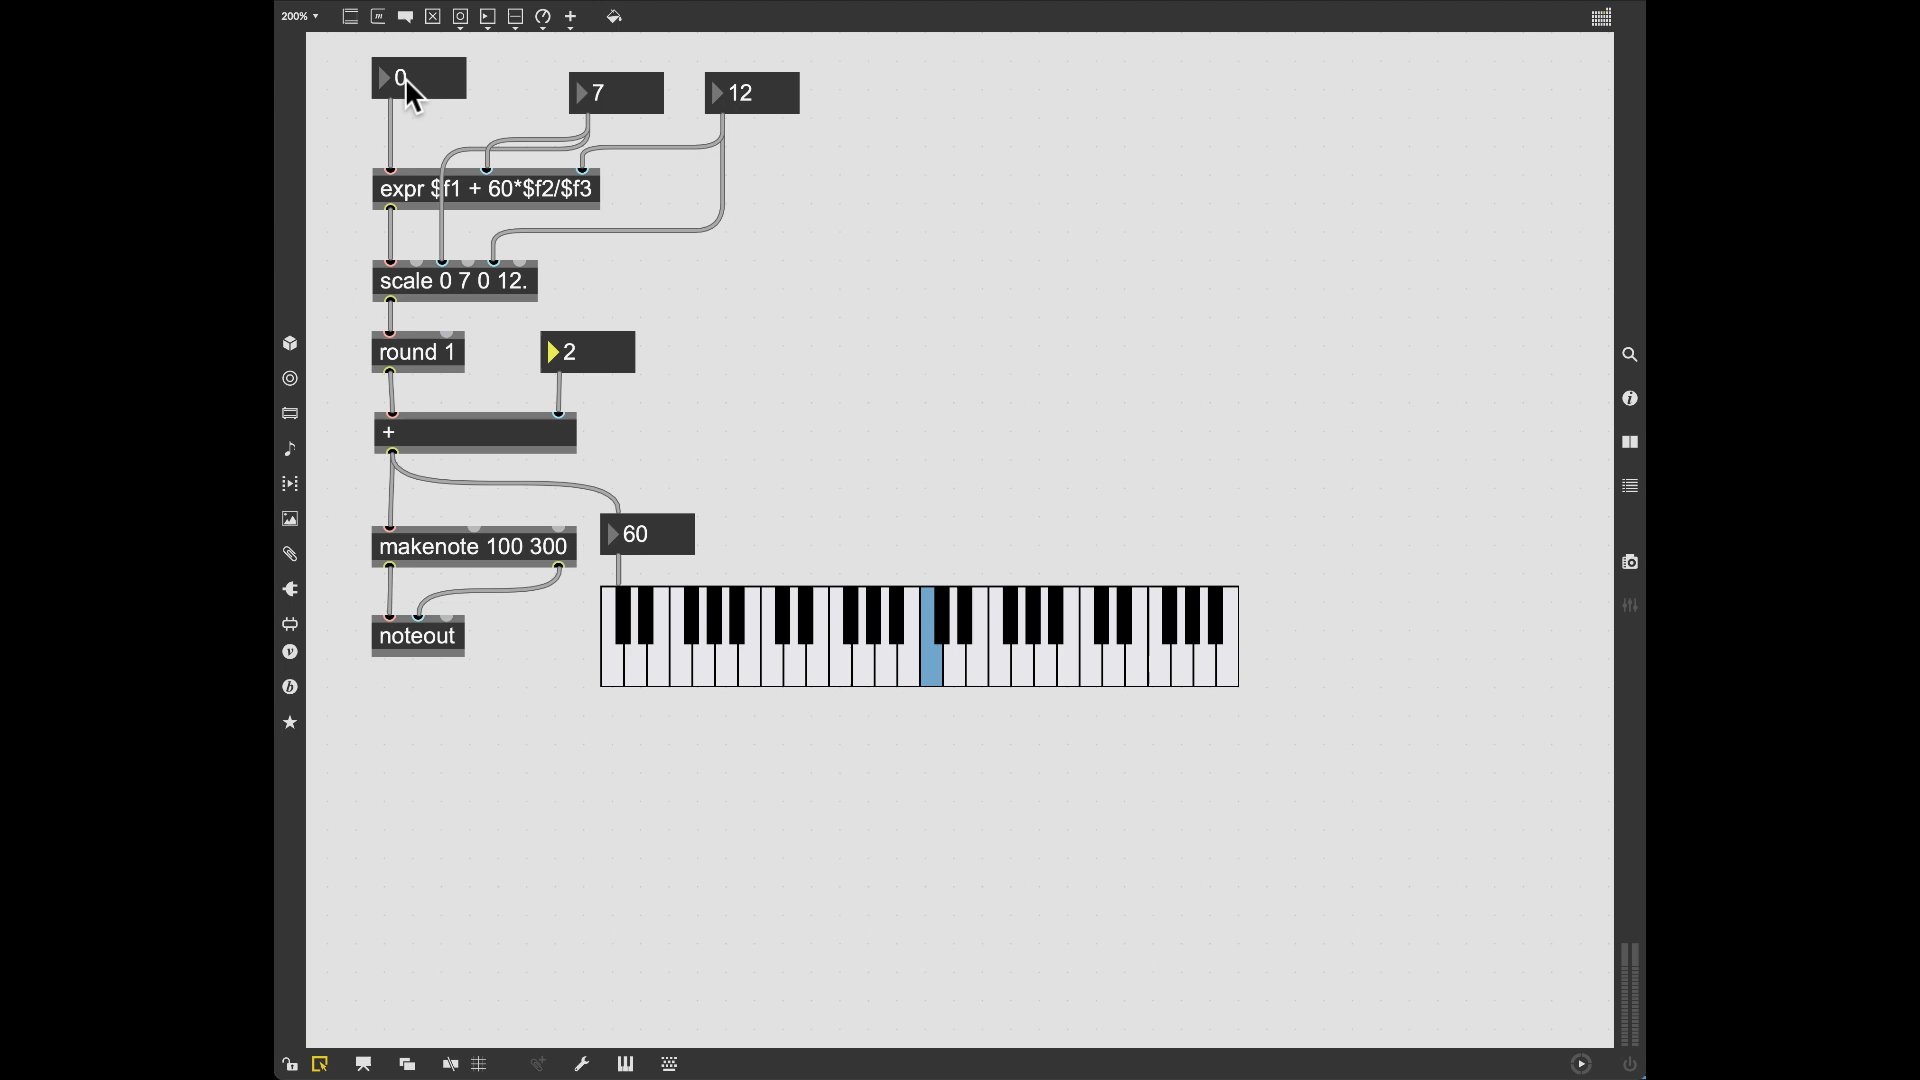 200%
0
7
12
expr $f1 + 60*$f2/$f3
scale 0 7 0 12.
round 1
2
+
60
makenote 100 300
noteout